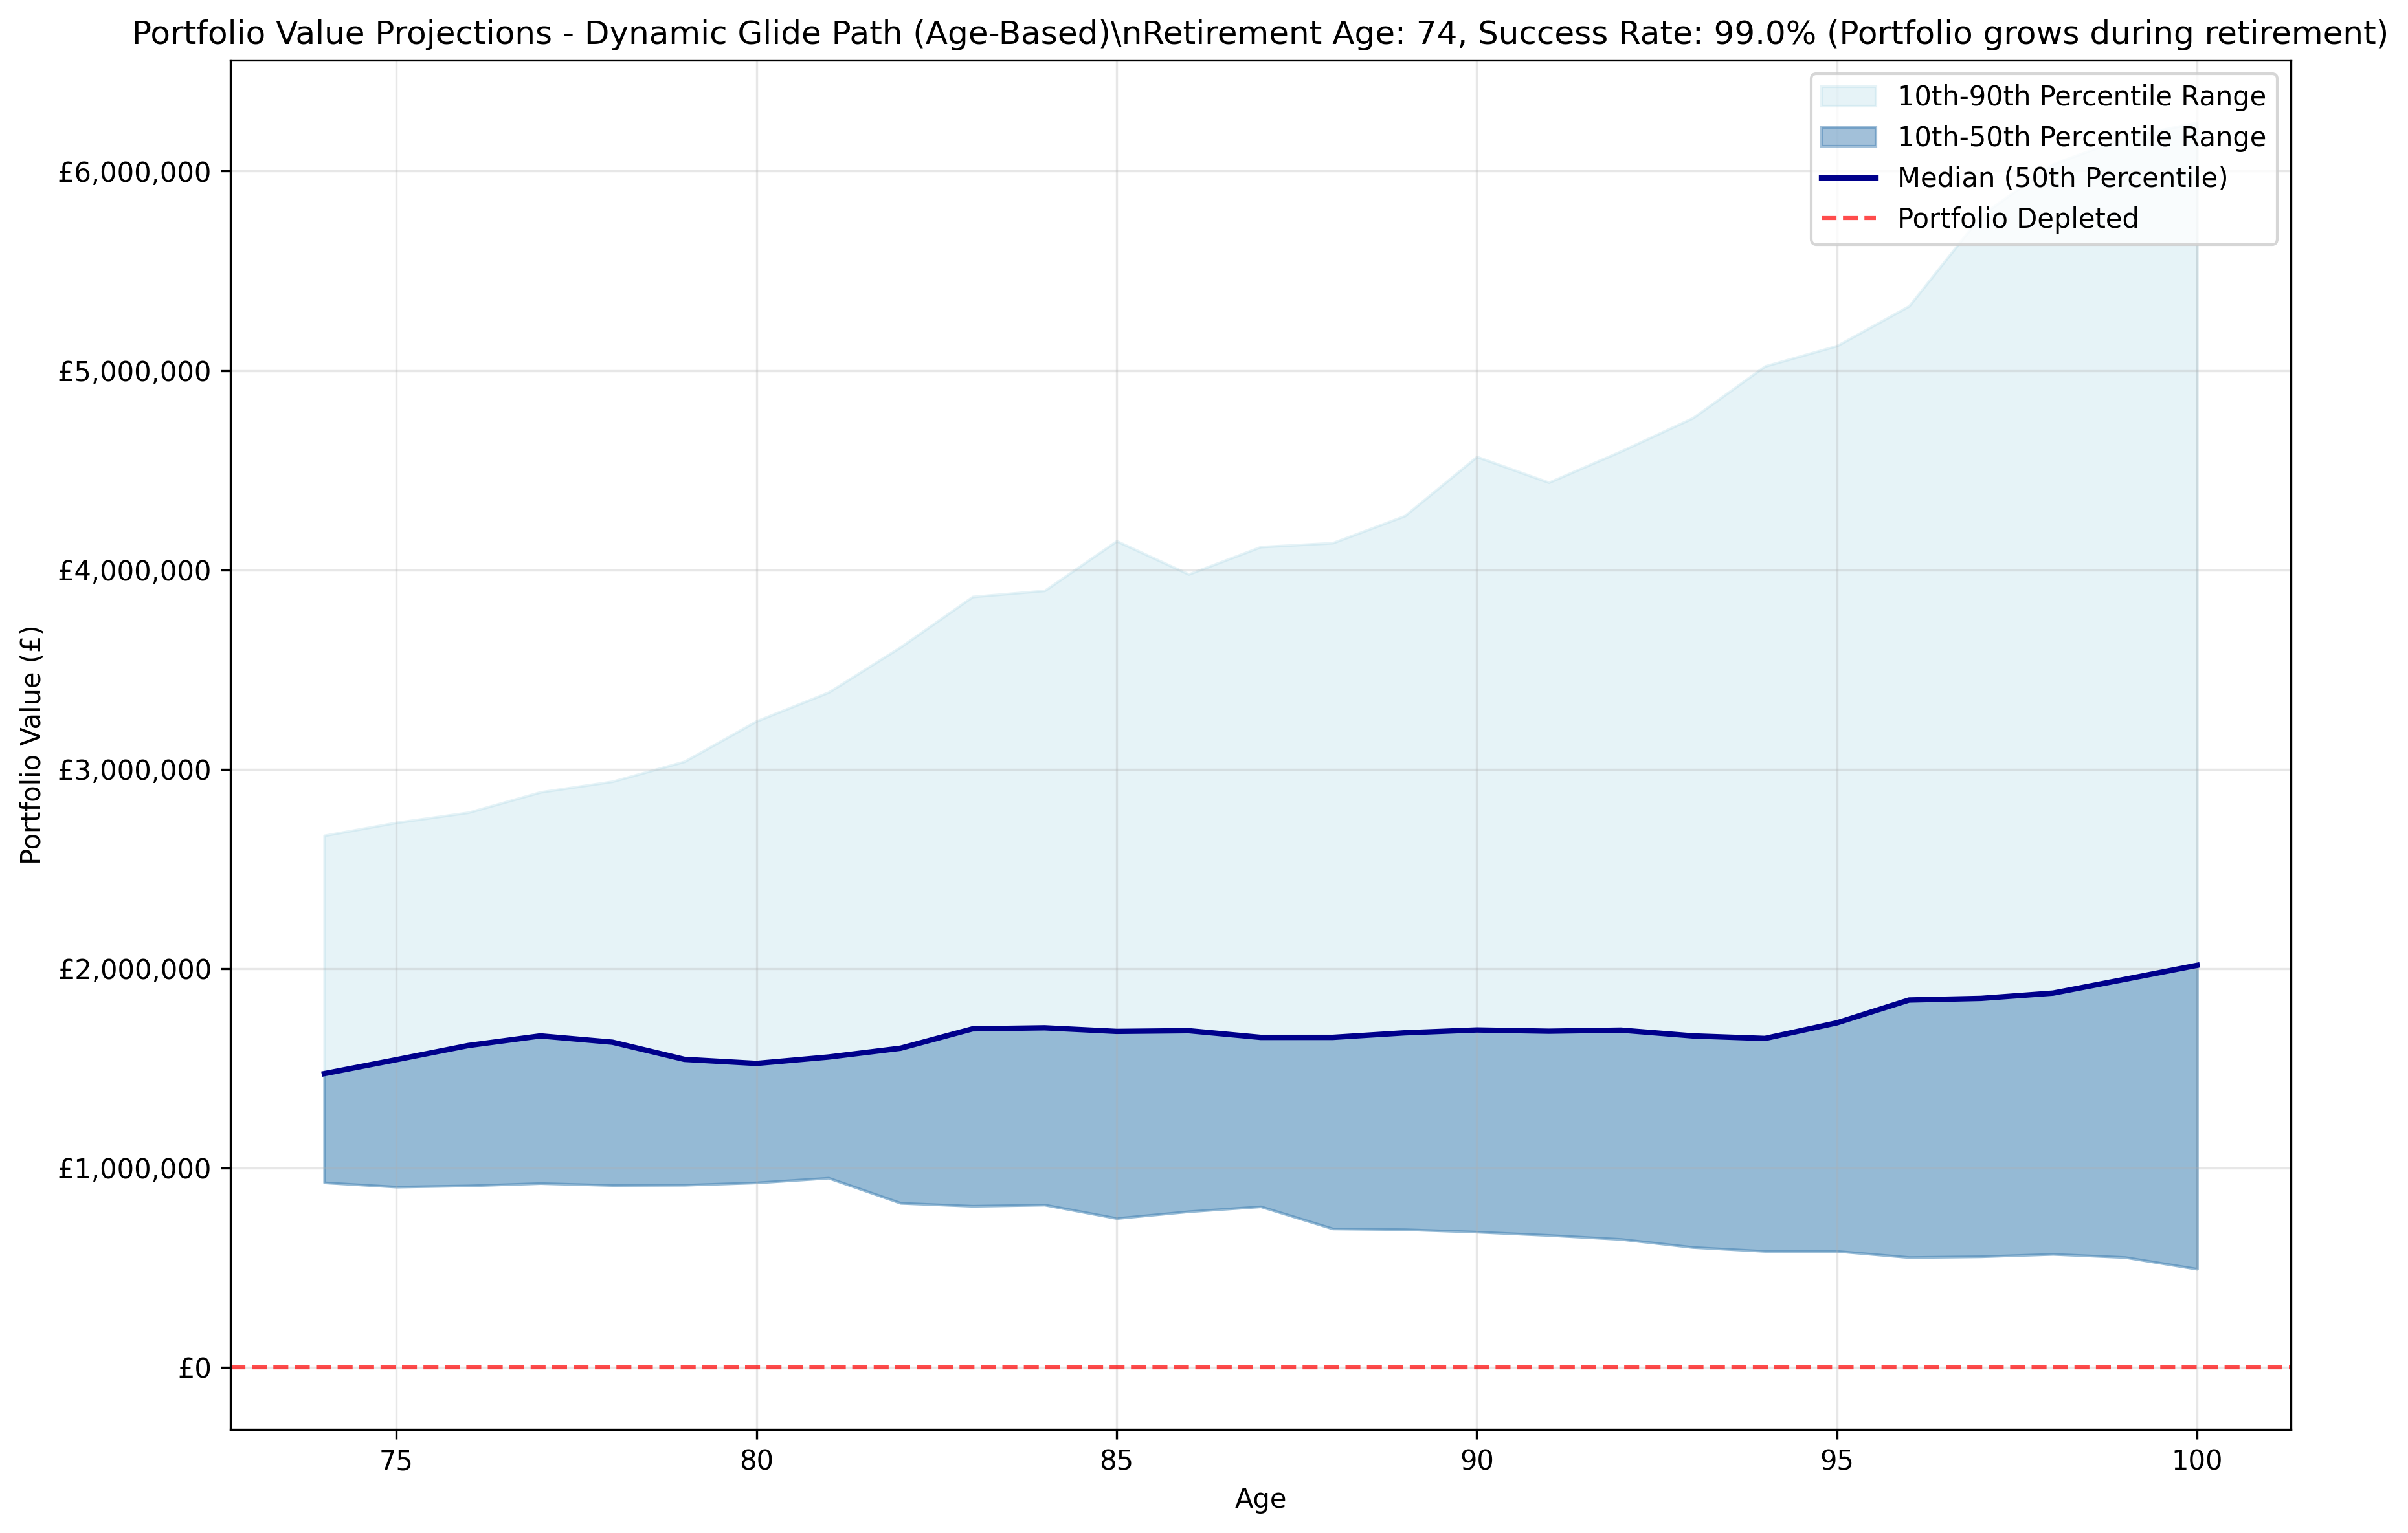 Portfolio Value Projections - Dynamic Glide Path (Age-Based)\nRetirement Age: 74, Success Rate: 99.0% (Portfolio grows during retirement)
10th-90th Percentile Range
10th-50th Percentile Range
Median (50th Percentile)
Portfolio Depleted
Portfolio Value (£)
£6,000,000
£5,000,000
£4,000,000
£3,000,000
£2,000,000
£1,000,000
£0
75 80 85 90 95 100
Age